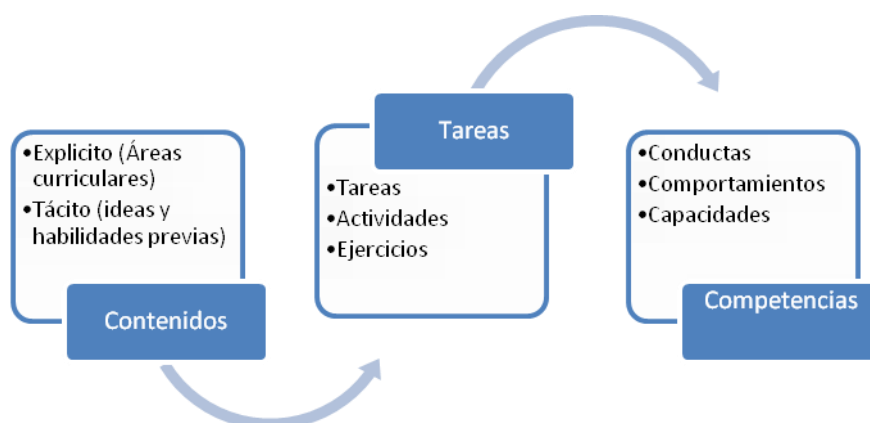 •Explicito (Áreas
curriculares)
•Tácito (ideas y
habilidades previas)
Contenidos
Tareas
•Tareas
•Actividades
•Ejercicios
•Conductas
•Comportamientos
•Capacidades
Competencias